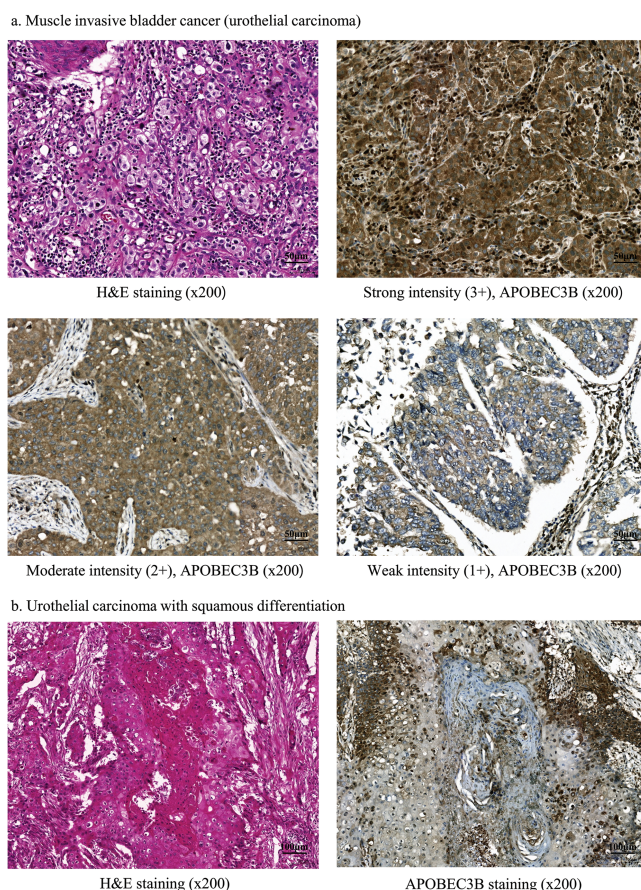 a. Muscle invasive bladder cancer (urothelial carcinoma)
50μm
50μm
H&E staining (x200)
Strong intensity (3+), APOBEC3B (x200)
50μm
50μm
Moderate intensity (2+), APOBEC3B (x200)
Weak intensity (1+), APOBEC3B (x200)
b. Urothelial carcinoma with squamous differentiation
100μm
100μm
H&E staining (x200)
APOBEC3B staining (x200)